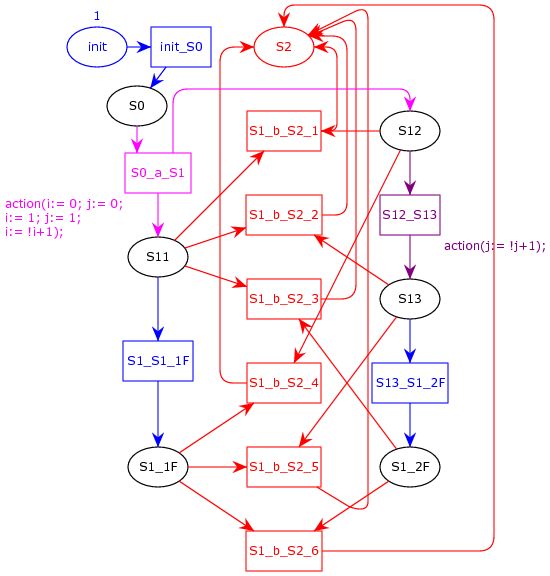 1
init
init_S0
S2
S0
S1_b_S2_1
S12
S0_a_S1
action(i:= 0; j:= 0;
i:= 1; j:= 1;
i:= !i+1);
S1_b_S2_2
S12_S13
action(j:= !j+1);
S11
S1_b_S2_3
S13
S1_S1_1F
S1_b_S2_4
S13_S1_2F
S1_1F
S1_b_S2_5
S1_2F
S1_b_S2_6